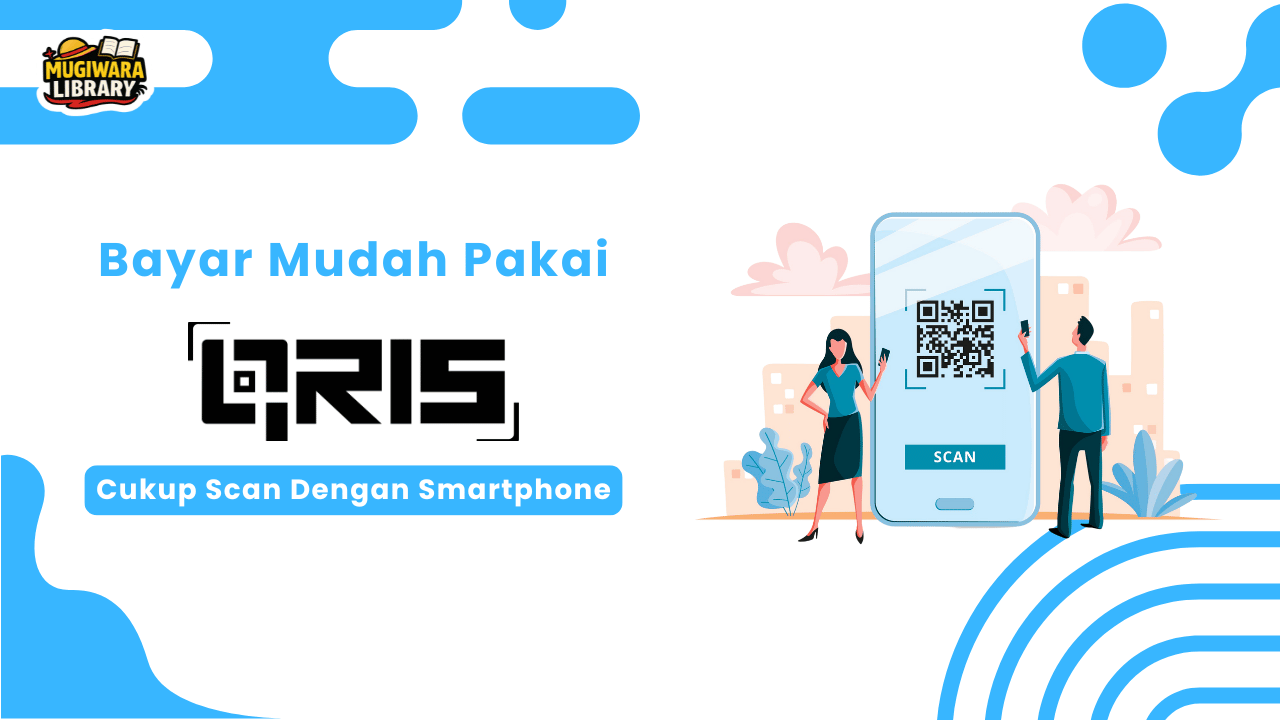 MUGIWARA
LIBRARY
Bayar Mudah Pakai
QRIS
Cukup Scan Dengan Smartphone
SCAN